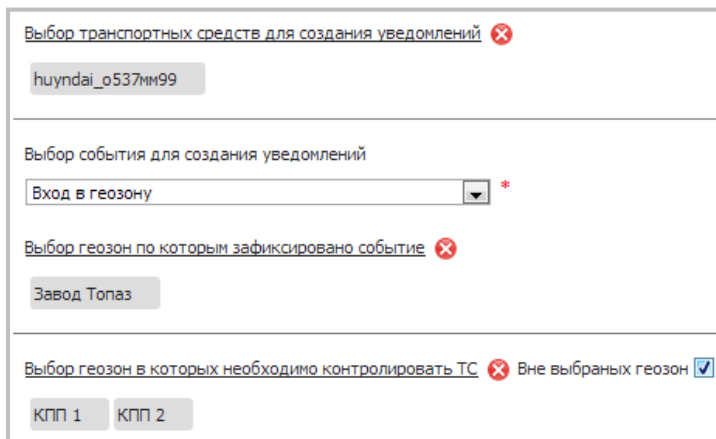 Выбор транспортных средств для создания уведомлений
huyndai_о537мм99
Выбор события для создания уведомлений
Вход в геозону *
Выбор геозон по которым зафиксировано событие
Завод Топаз
Выбор геозон в которых необходимо контролировать ТС Вне выбраных геозон
КПП 1 КПП 2